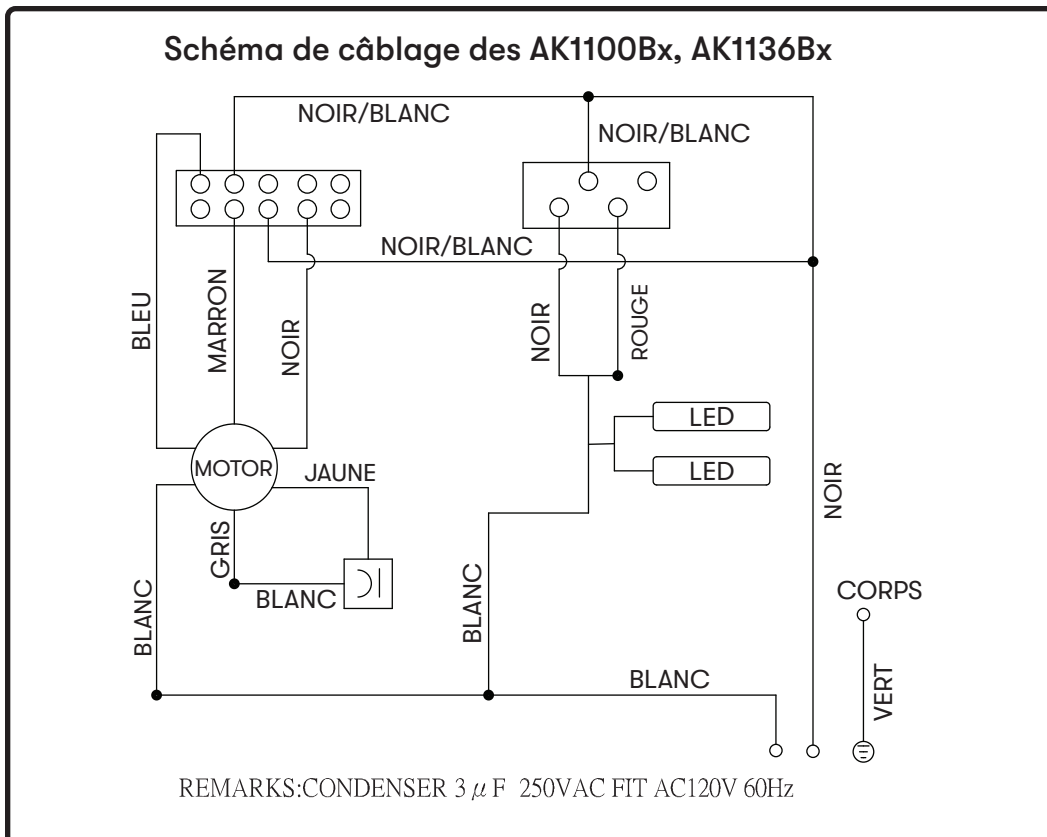 Schéma de câblage des AK1100Bx, AK1136Bx
NOIR/BLANC
NOIR/BLANC
NOIR/BLANC
BLEU
MARRON
NOIR
NOIR
ROUGE
LED
LED
MOTOR
JAUNE
NOIR
GRIS
BLANC
BLANC
BLANC
CORPS
BLANC
VERT
REMARKS:CONDENSER 3 μ F 250VAC FIT AC120V 60Hz